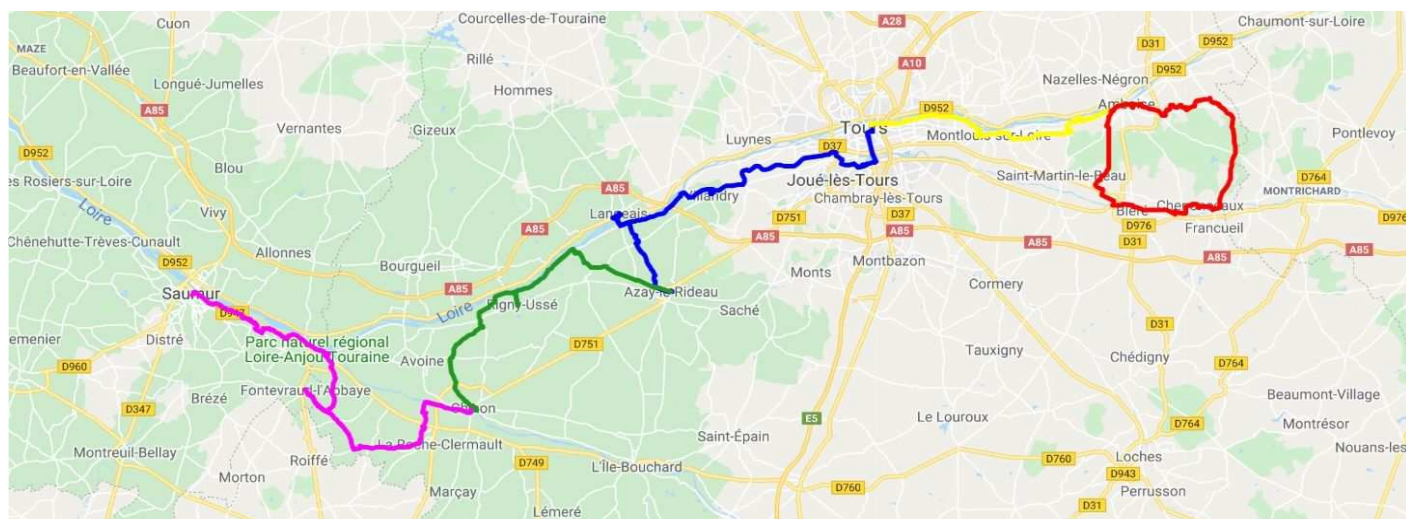 Cuon
Courcelles-de-Touraine
A28
D952
Chaumont-sur-Loire
MAZE
D31
D952
Rillé
A10
Beaufort-en-Vallée
Longué-Jumelles
Nazelles-Négron
D952
Hommes
A85
Amboise
D952
Vernantes
Gizeux
Tours
Luynes
Montlouis-sur-Loire
Pontlevoy
D37
D952
Blou
Saint-Martin-le-Beau
D764
Joué-lès-Tours
es Rosiers-sur-Loire
A85
Villandry
MONTRICHARD
Chambray-lès-Tours
Loire
Vivy
Langeais
Bléré
Chenonceaux
D751
D37
D976
D976
Francueil
A85
A85
A85
D31
A85
A85
Chênehutte-Trèves-Cunault
Allonnes
D952
Bourgueil
Montbazon
Monts
A85
Cormery
Saumur
Azay-le-Rideau
Rigny-Ussé
Saché
Loire
D947
Distré
Parc naturel régional
Loire-Anjou-Touraine
D31
emenier
D751
Tauxigny
Avoine
Chédigny
D960
D764
Fontevraud-l'Abbaye
Brézé
Beaumont-Village
D347
Chinon
E5
Le Louroux
D764
Montrésor
Saint-Épain
La Roche-Clermault
Nouans-les-
Montreuil-Bellay
Roiffé
D760
Loches
D749
L'Île-Bouchard
D943
Morton
D760
Marçay
Perrusson
D31
Lémeré